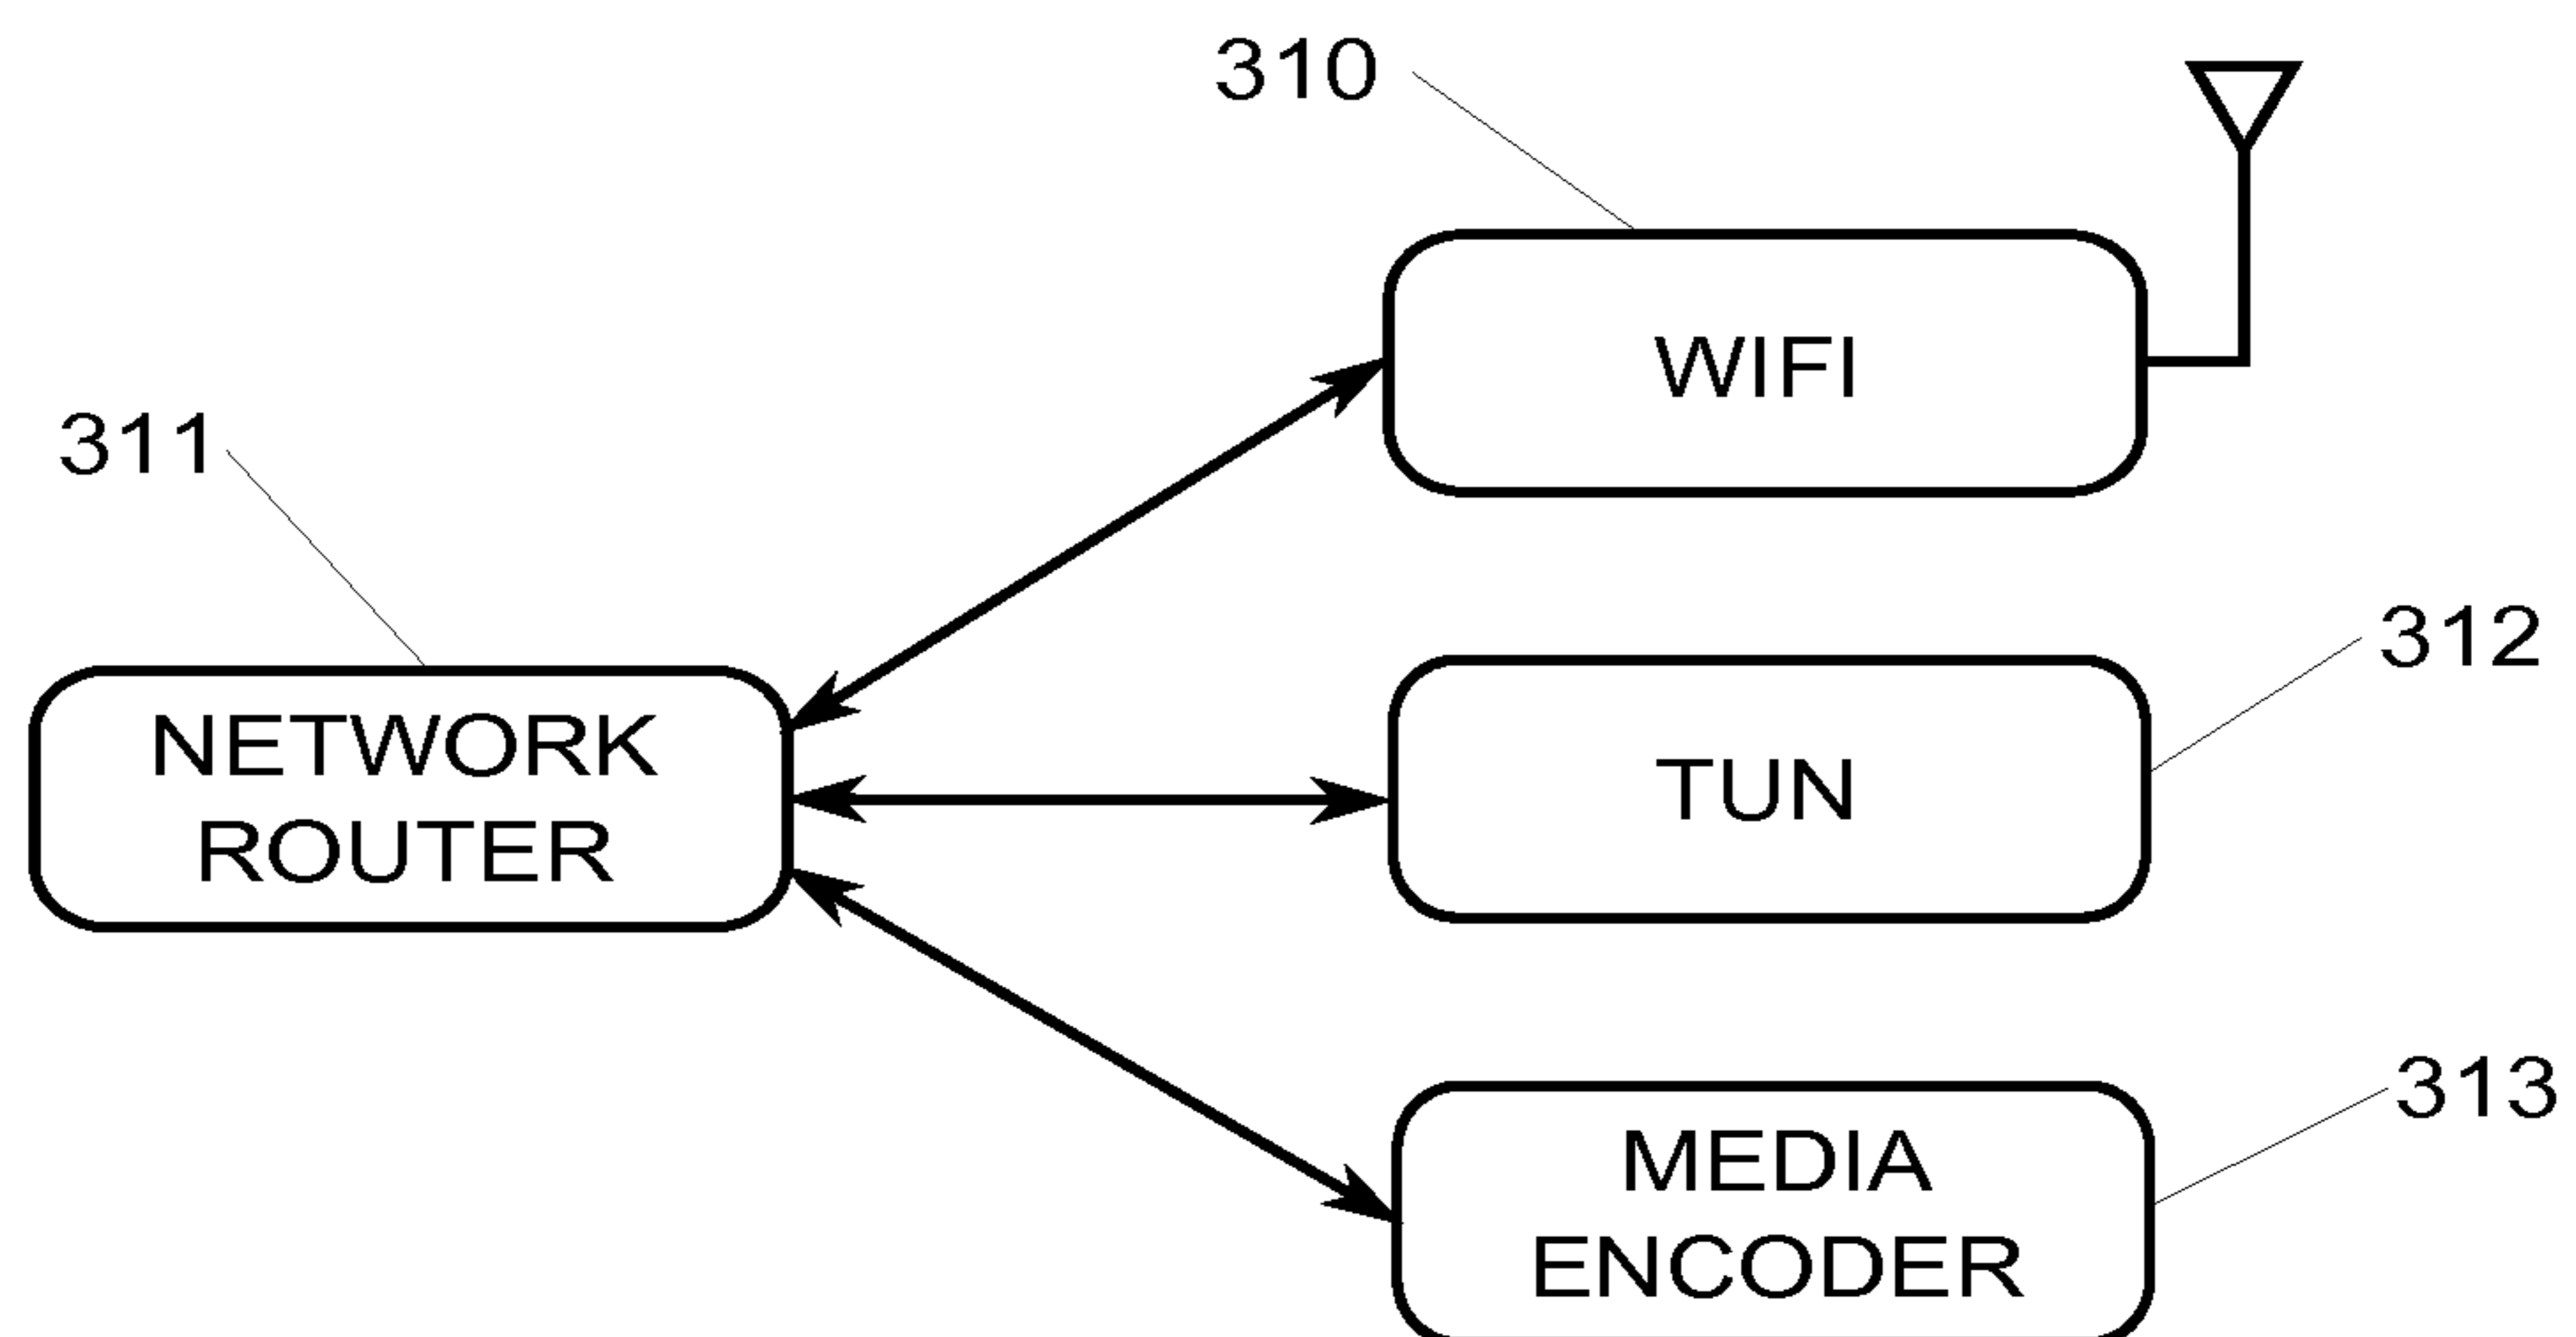 310
WIFI
311
312
NETWORK
ROUTER
TUN
313
MEDIA
ENCODER